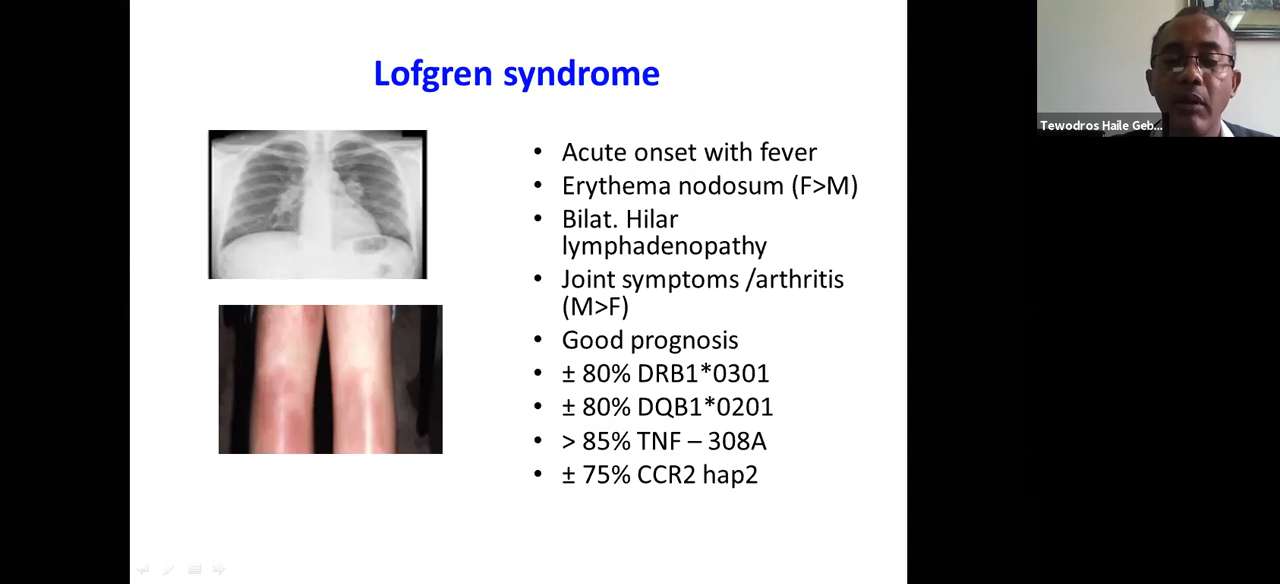 Lofgren syndrome
Tewodros Haile Geb...
• Acute onset with fever
• Erythema nodosum (F>M)
• Bilat. Hilar
lymphadenopathy
• Joint symptoms /arthritis
(M>F)
• Good prognosis
• ± 80% DRB1*0301
• ± 80% DQB1*0201
• > 85% TNF – 308A
• ± 75% CCR2 hap2